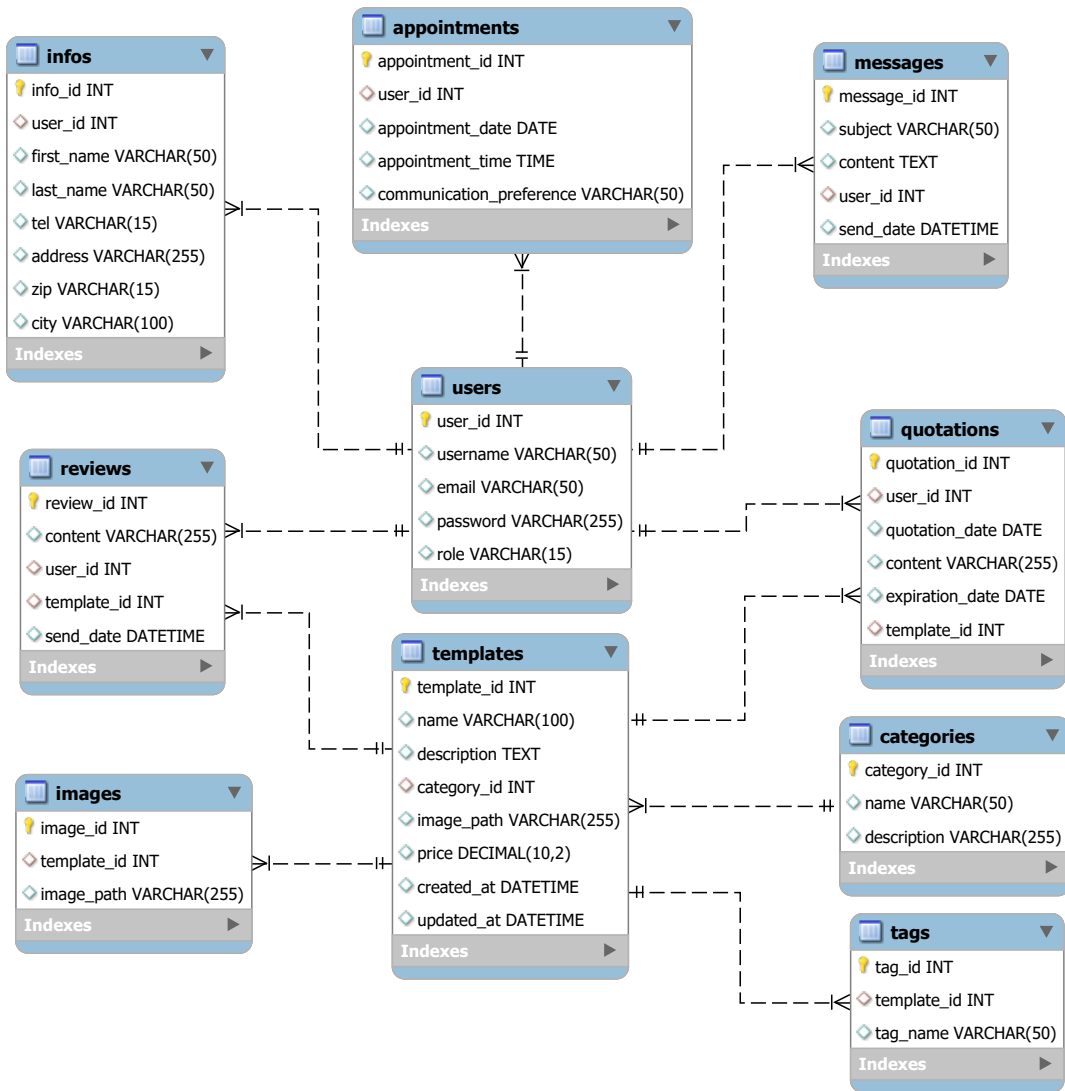 infos
info_id INT
user_id INT
first_name VARCHAR(50)
last_name VARCHAR(50)
tel VARCHAR(15)
address VARCHAR(255)
zip VARCHAR(15)
city VARCHAR(100)
Indexes
appointments
appointment_id INT
user_id INT
appointment_date DATE
appointment_time TIME
communication_preference VARCHAR(50)
Indexes
messages
message_id INT
subject VARCHAR(50)
content TEXT
user_id INT
send_date DATETIME
Indexes
users
user_id INT
username VARCHAR(50)
email VARCHAR(50)
password VARCHAR(255)
role VARCHAR(15)
Indexes
reviews
review_id INT
content VARCHAR(255)
user_id INT
template_id INT
send_date DATETIME
Indexes
quotations
quotation_id INT
user_id INT
quotation_date DATE
content VARCHAR(255)
expiration_date DATE
template_id INT
Indexes
templates
template_id INT
name VARCHAR(100)
description TEXT
category_id INT
image_path VARCHAR(255)
price DECIMAL(10,2)
created_at DATETIME
updated_at DATETIME
Indexes
images
image_id INT
template_id INT
image_path VARCHAR(255)
Indexes
categories
category_id INT
name VARCHAR(50)
description VARCHAR(255)
Indexes
tags
tag_id INT
template_id INT
tag_name VARCHAR(50)
Indexes